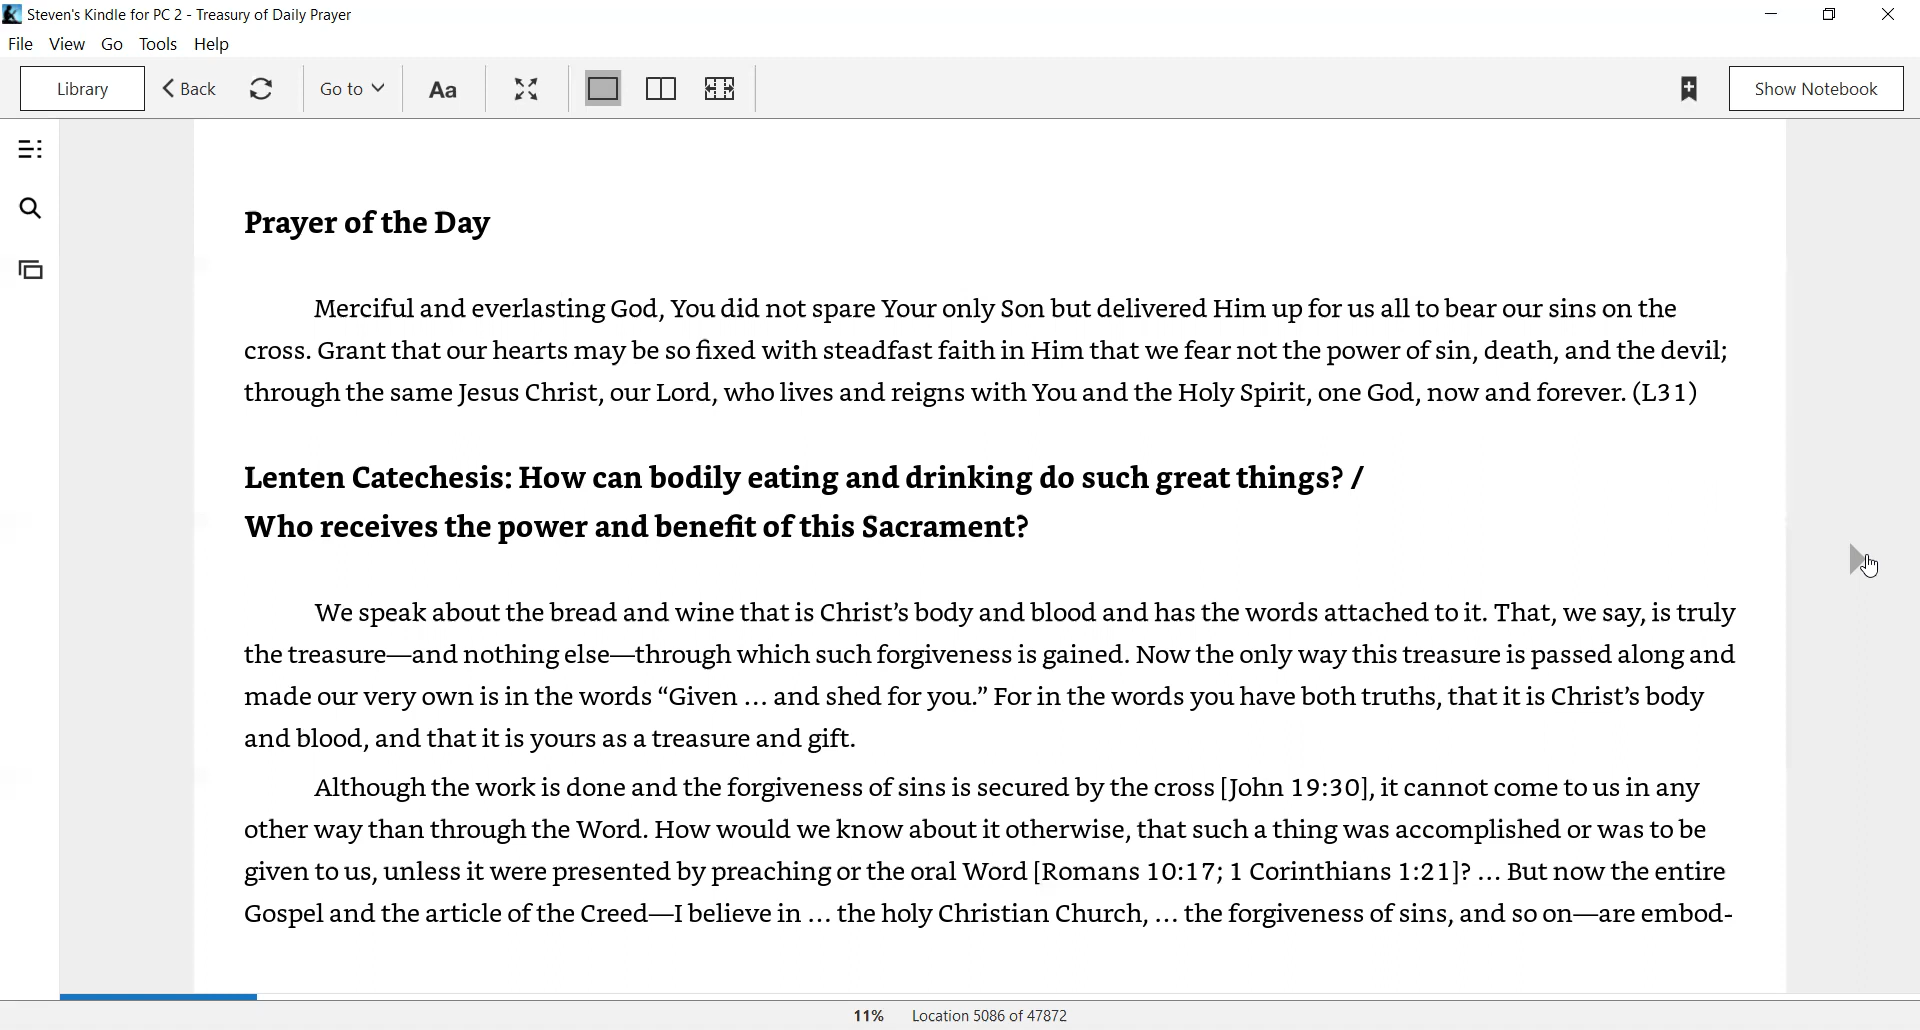 Steven's Kindle for PC 2 - Treasury of Daily Prayer
File View Go Tools Help
Library Back Go to Aa Show Notebook
Prayer of the Day
Merciful and everlasting God, You did not spare Your only Son but delivered Him up for us all to bear our sins on the
cross. Grant that our hearts may be so fixed with steadfast faith in Him that we fear not the power of sin, death, and the devil;
through the same Jesus Christ, our Lord, who lives and reigns with You and the Holy Spirit, one God, now and forever. (L31)
Lenten Catechesis: How can bodily eating and drinking do such great things? /
Who receives the power and benefit of this Sacrament?
We speak about the bread and wine that is Christ’s body and blood and has the words attached to it. That, we say, is truly
the treasure—and nothing else—through which such forgiveness is gained. Now the only way this treasure is passed along and
made our very own is in the words “Given … and shed for you.” For in the words you have both truths, that it is Christ’s body
and blood, and that it is yours as a treasure and gift.
Although the work is done and the forgiveness of sins is secured by the cross [John 19:30], it cannot come to us in any
other way than through the Word. How would we know about it otherwise, that such a thing was accomplished or was to be
given to us, unless it were presented by preaching or the oral Word [Romans 10:17; 1 Corinthians 1:21]? … But now the entire
Gospel and the article of the Creed—I believe in … the holy Christian Church, … the forgiveness of sins, and so on—are embod-
11% Location 5086 of 47872